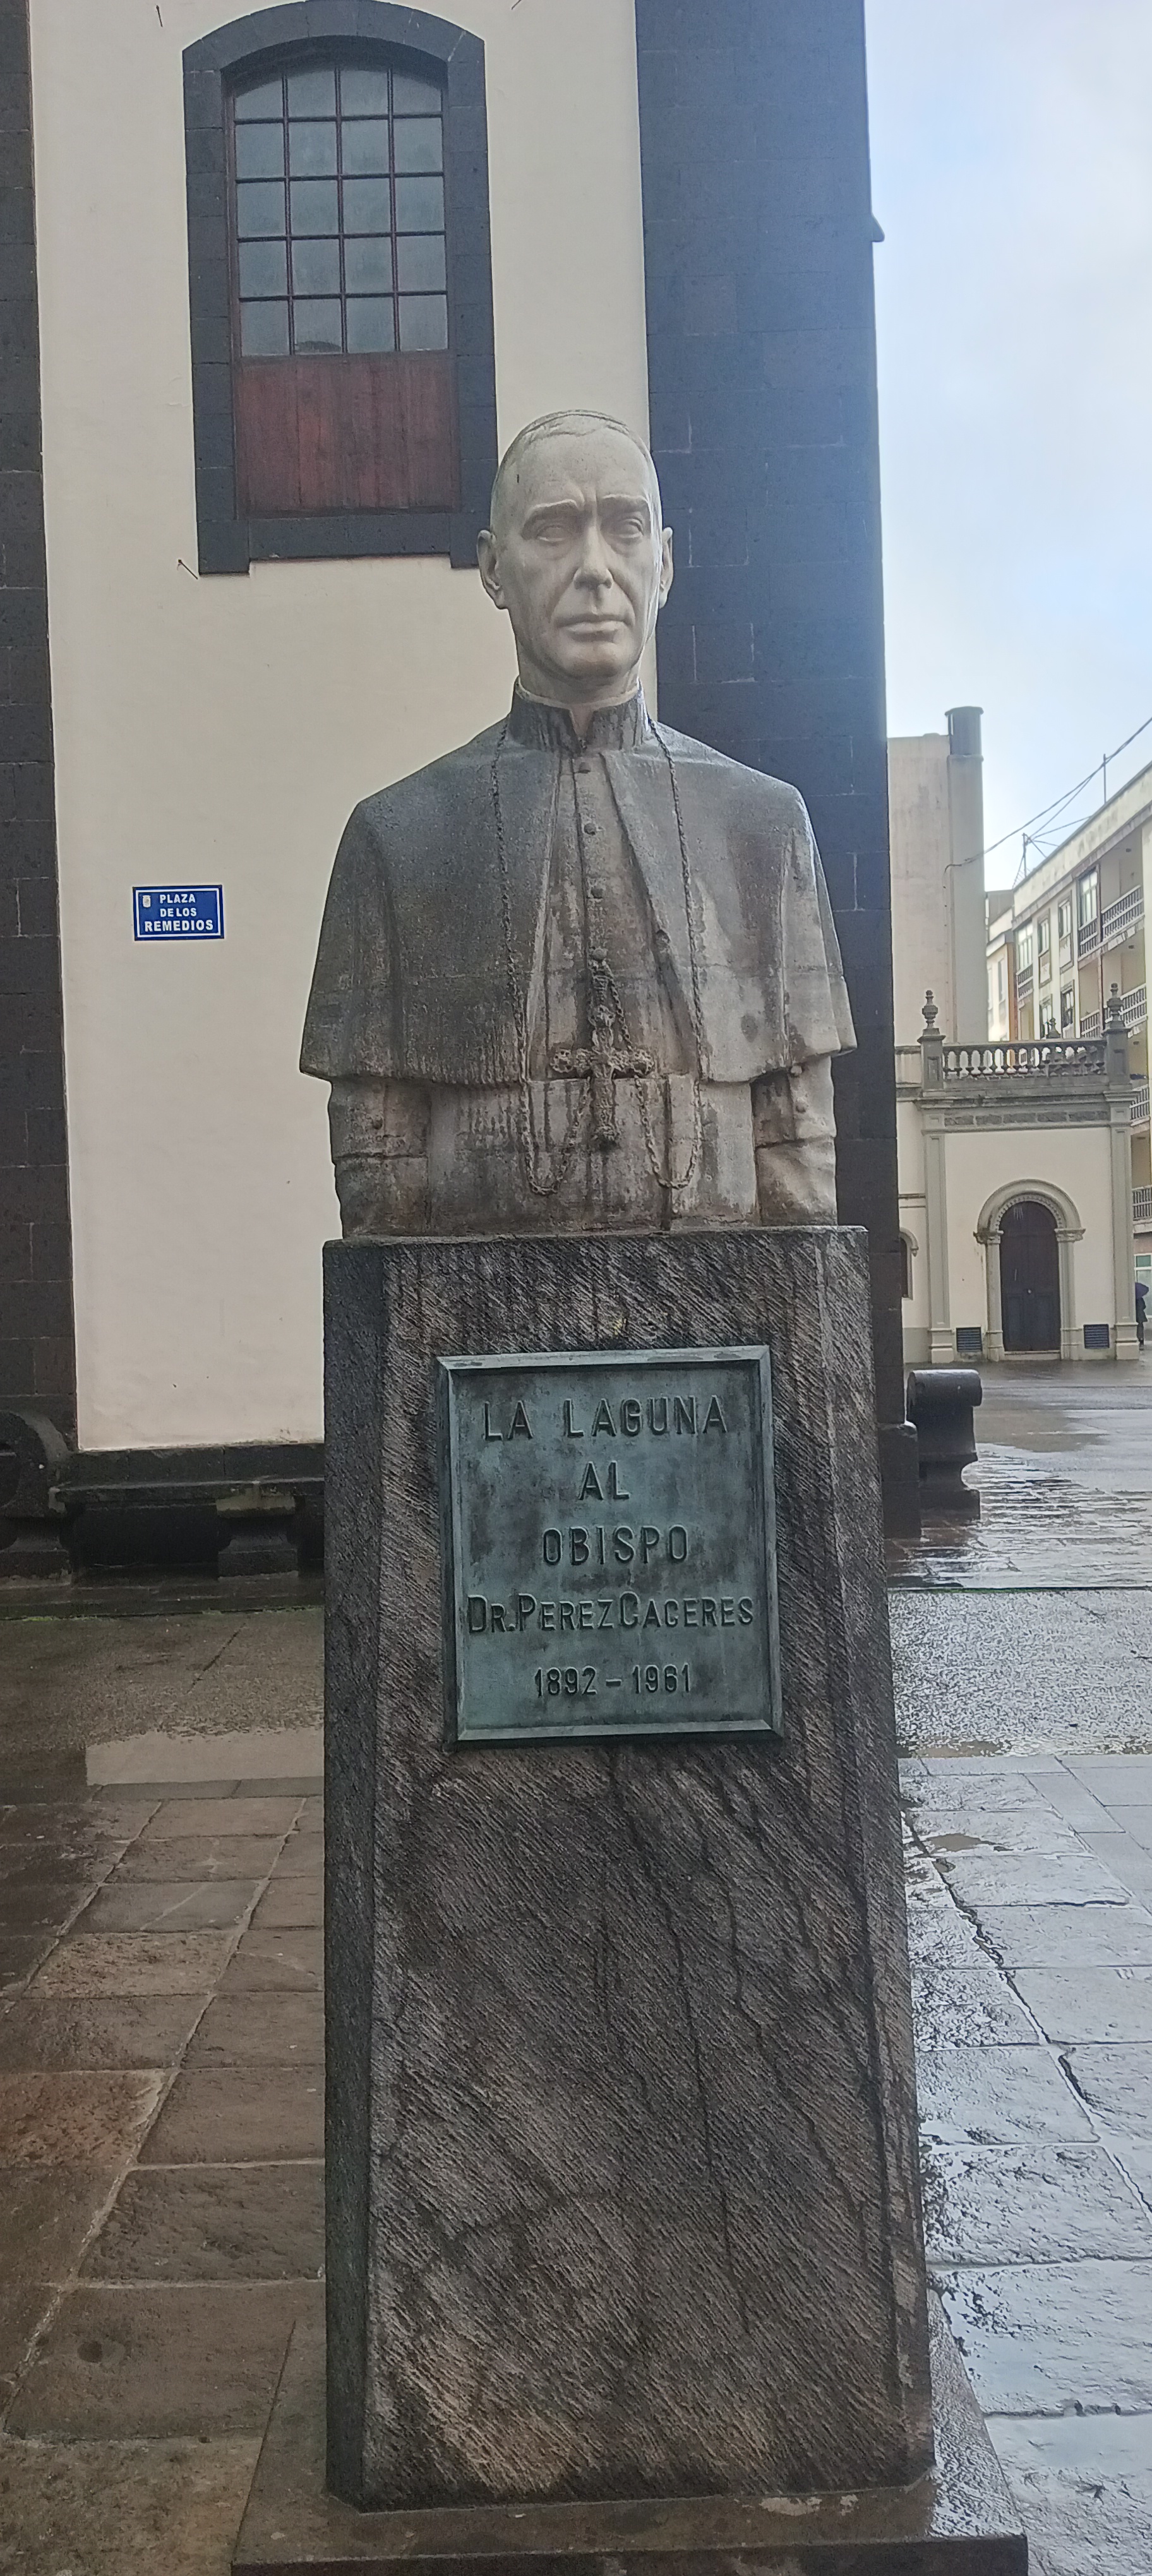 PLAZA
DE LOS
REMEDIOS
LA LAGUNA
AL
OBISPO
DR. PEREZ CACERES
1892 - 1961